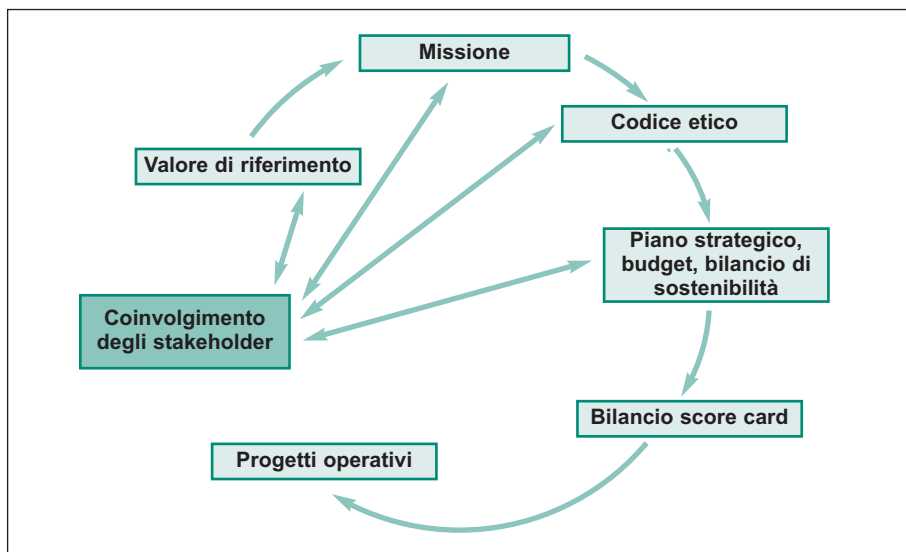 Missione
Codice etico
Valore di riferimento
Piano strategico,
budget, bilancio di
sostenibilità
Coinvolgimento
degli stakeholder
Bilancio score card
Progetti operativi